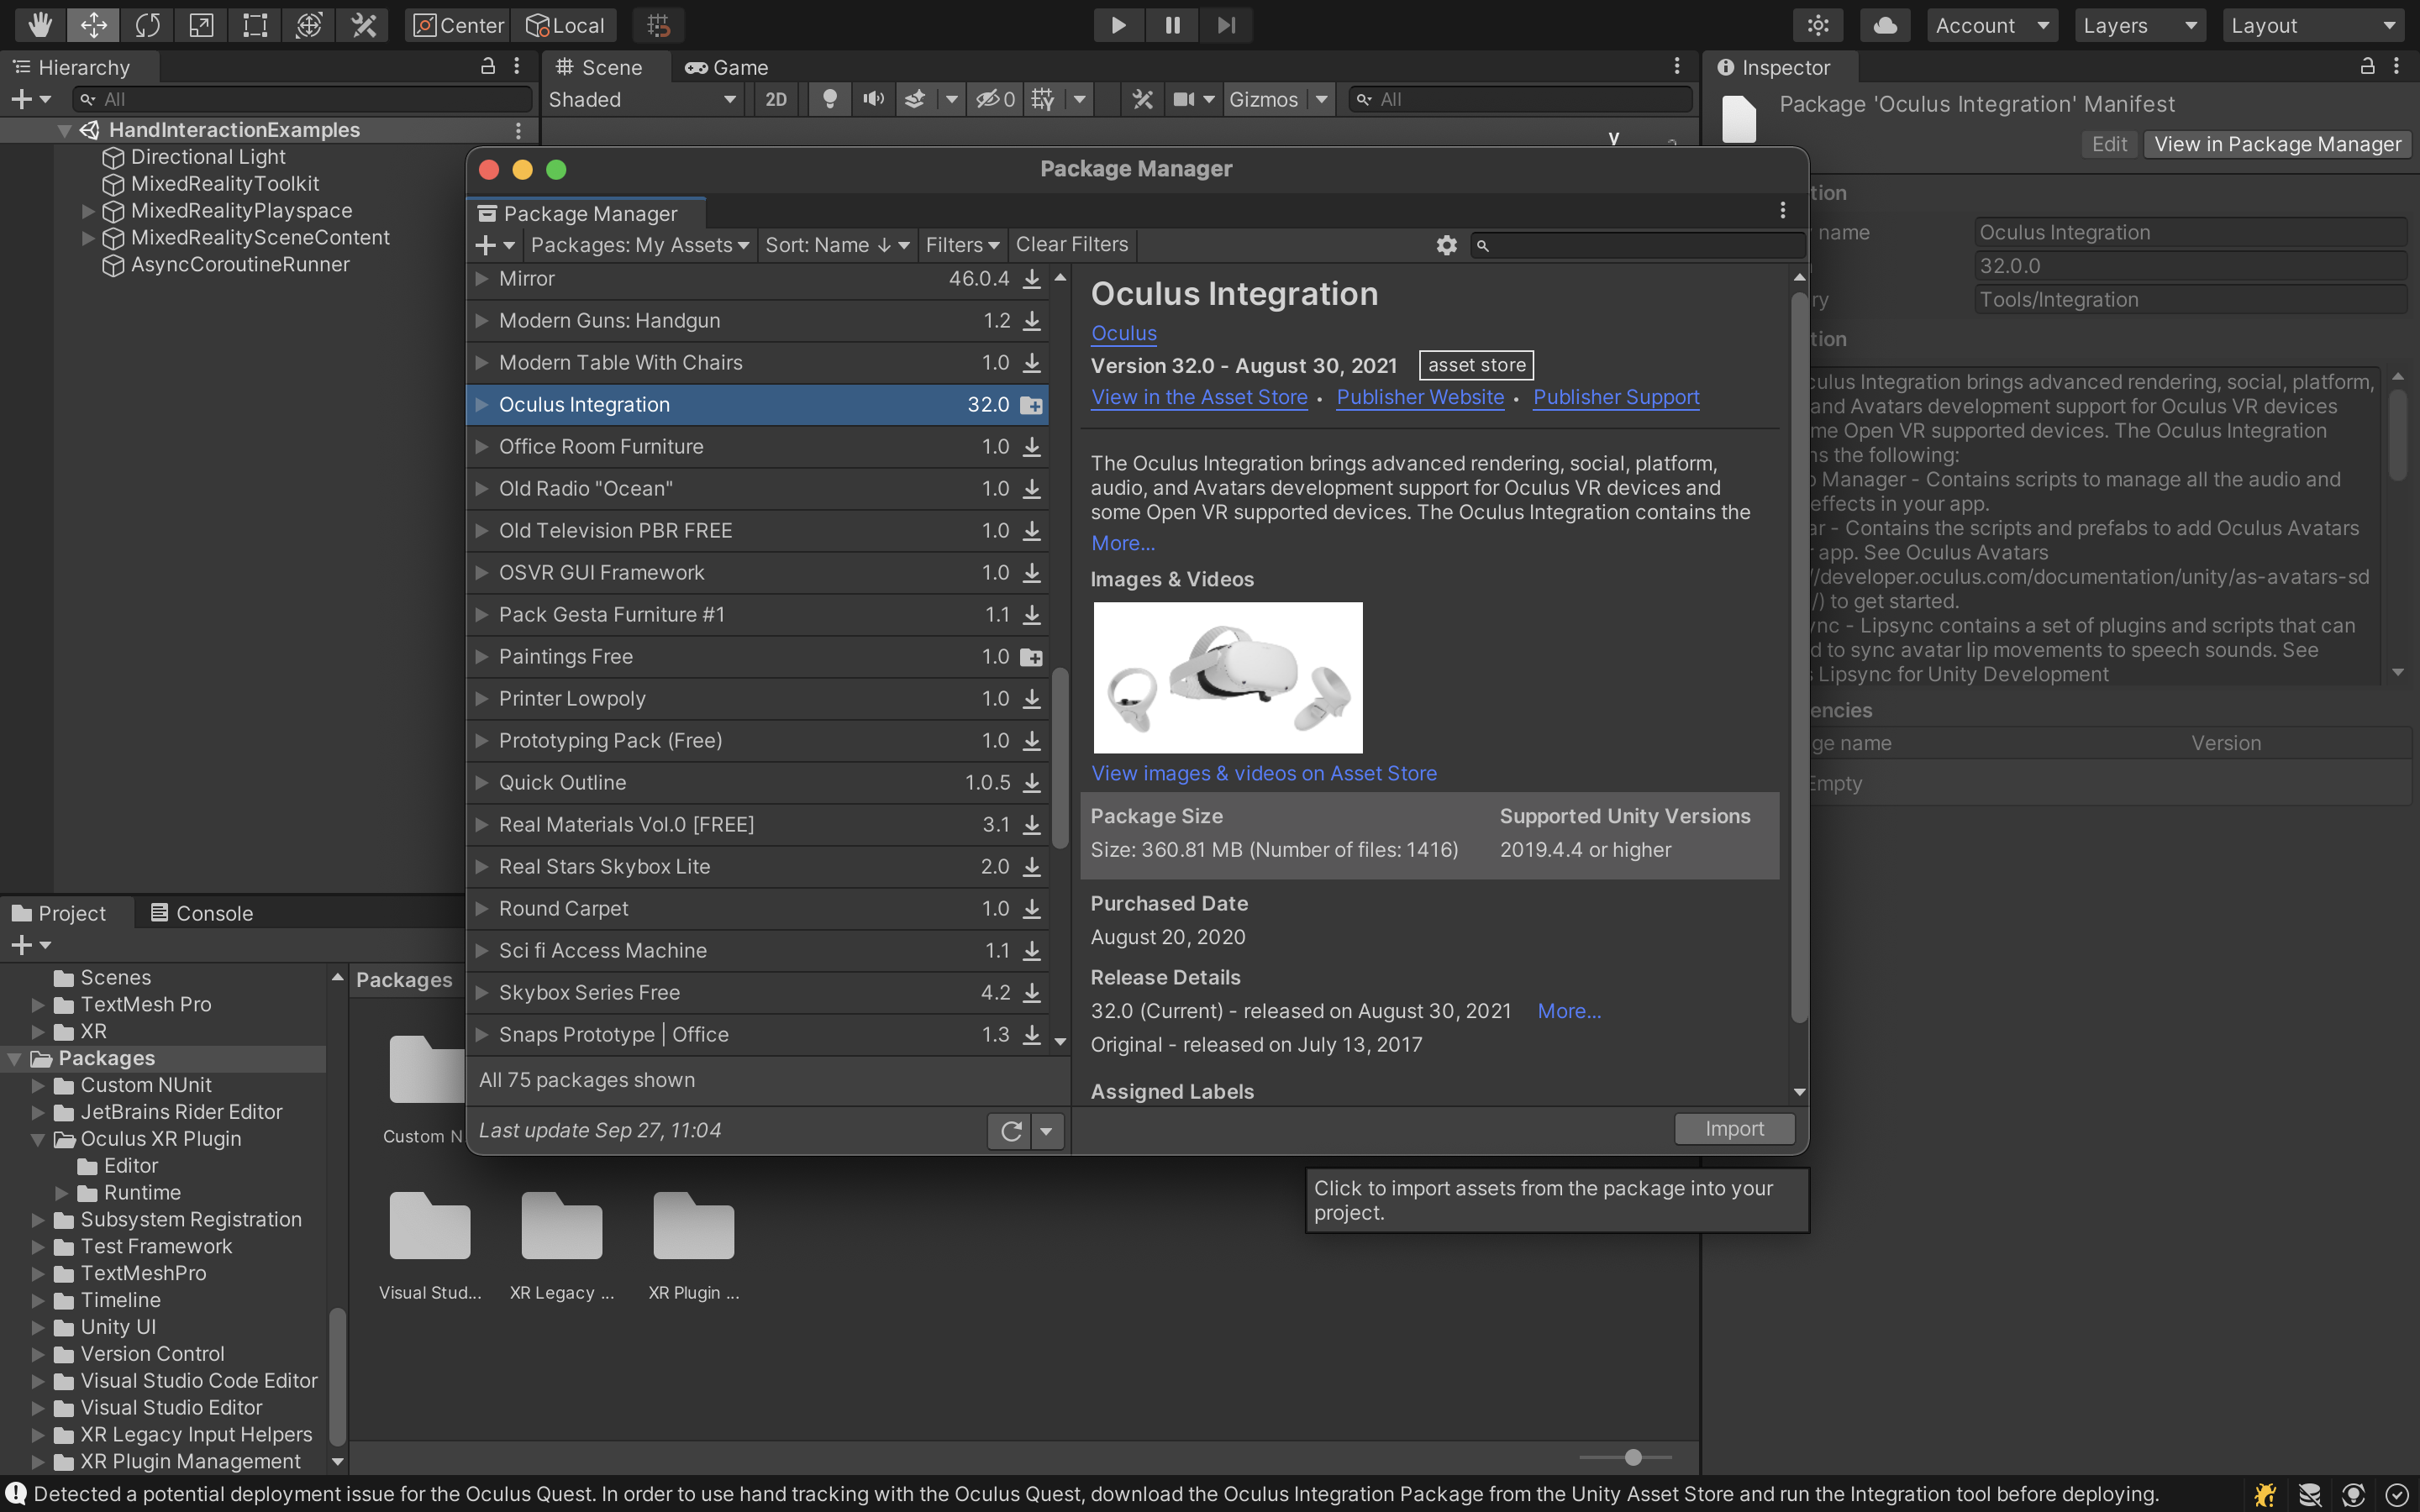 Center
Local
Account
Layers
Layout
Hierarchy
Scene
Game
Inspector
All
Shaded
2D
0
Gizmos
All
Package 'Oculus Integration' Manifest
Edit
View in Package Manager
HandInteractionExamples
Directional Light
MixedRealityToolkit
MixedRealityPlayspace
MixedRealitySceneContent
AsyncCoroutineRunner
y
Package Manager
Package Manager
Packages: My Assets
Sort: Name ↓
Filters
Clear Filters
Mirror 46.0.4
Modern Guns: Handgun 1.2
Modern Table With Chairs 1.0
Oculus Integration 32.0
Office Room Furniture 1.0
Old Radio "Ocean" 1.0
Old Television PBR FREE 1.0
OSVR GUI Framework 1.0
Pack Gesta Furniture #1 1.1
Paintings Free 1.0
Printer Lowpoly 1.0
Prototyping Pack (Free) 1.0
Quick Outline 1.0.5
Real Materials Vol.0 [FREE] 3.1
Real Stars Skybox Lite 2.0
Round Carpet 1.0
Sci fi Access Machine 1.1
Skybox Series Free 4.2
Snaps Prototype | Office 1.3
All 75 packages shown
Last update Sep 27, 11:04
Oculus Integration
Oculus
Version 32.0 - August 30, 2021 asset store
View in the Asset Store • Publisher Website • Publisher Support
The Oculus Integration brings advanced rendering, social, platform,
audio, and Avatars development support for Oculus VR devices and
some Open VR supported devices. The Oculus Integration contains the
More...
Images & Videos
View images & videos on Asset Store
Package Size Supported Unity Versions
Size: 360.81 MB (Number of files: 1416) 2019.4.4 or higher
Purchased Date
August 20, 2020
Release Details
32.0 (Current) - released on August 30, 2021 More...
Original - released on July 13, 2017
Assigned Labels
Import
Click to import assets from the package into your
project.
tion
name Oculus Integration
32.0.0
ry Tools/Integration
tion
culus Integration brings advanced rendering, social, platform,
and Avatars development support for Oculus VR devices
me Open VR supported devices. The Oculus Integration
ns the following:
o Manager - Contains scripts to manage all the audio and
effects in your app.
ar - Contains the scripts and prefabs to add Oculus Avatars
r app. See Oculus Avatars
//developer.oculus.com/documentation/unity/as-avatars-sd
/) to get started.
ync - Lipsync contains a set of plugins and scripts that can
d to sync avatar lip movements to speech sounds. See
s Lipsync for Unity Development
encies
ge name Version
Empty
Project
Console
Scenes
TextMesh Pro
XR
Packages
Custom NUnit
JetBrains Rider Editor
Oculus XR Plugin
Editor
Runtime
Subsystem Registration
Test Framework
TextMeshPro
Timeline
Unity UI
Version Control
Visual Studio Code Editor
Visual Studio Editor
XR Legacy Input Helpers
XR Plugin Management
Packages
Custom N
Visual Stud...
XR Legacy ...
XR Plugin ...
Detected a potential deployment issue for the Oculus Quest. In order to use hand tracking with the Oculus Quest, download the Oculus Integration Package from the Unity Asset Store and run the Integration tool before deploying.